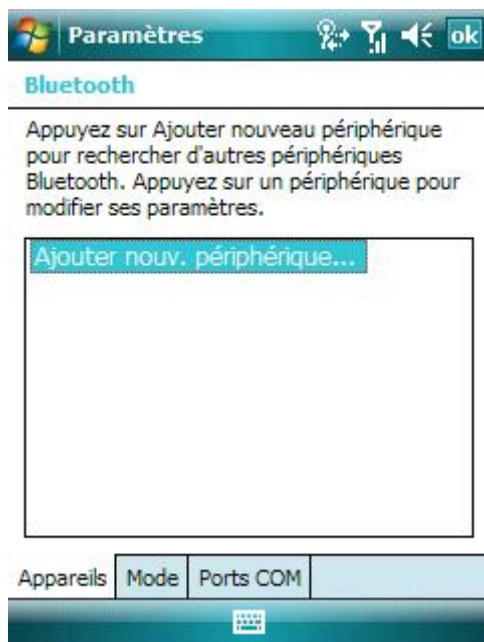 Paramètres
ok
Bluetooth
Appuyez sur Ajouter nouveau périphérique
pour rechercher d'autres périphériques
Bluetooth. Appuyez sur un périphérique pour
modifier ses paramètres.
Ajouter nouv. périphérique...
Appareils Mode Ports COM